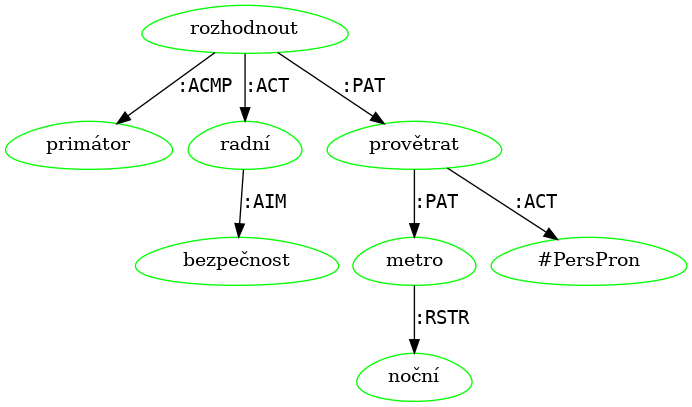 rozhodnout
:ACMP :ACT :PAT
primátor radní provětrat
:AIM :PAT :ACT
bezpečnost metro #PersPron
:RSTR
noční